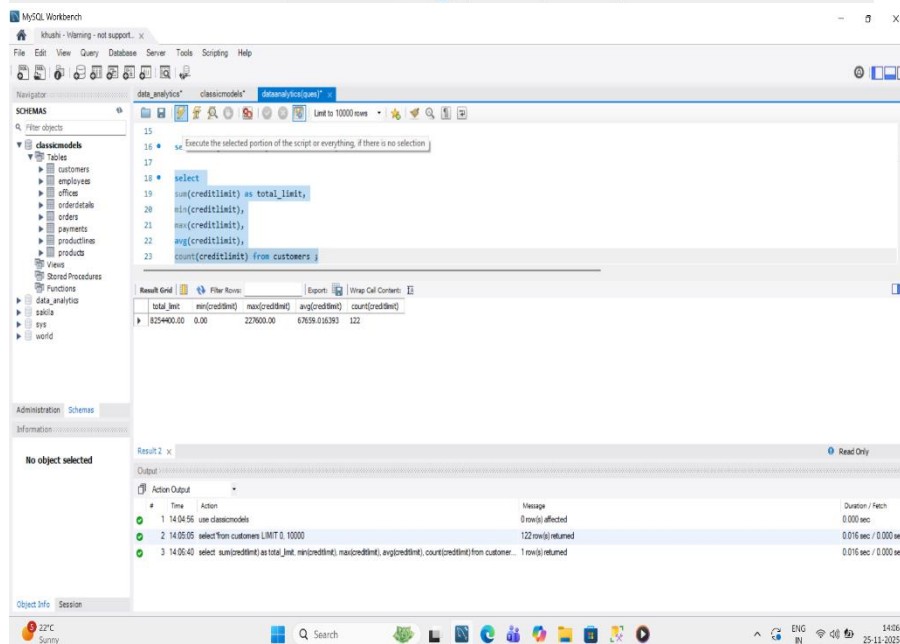 MySQL Workbench
khushi - Warning - not support.. x
File Edit View Query Database Server Tools Scripting Help
Navigator
data_analytics* classicmodels* dataanalytics(ques)* x
SCHEMAS
Limit to 10000 rows
Filter objects
15
classicmodels
16 se
Execute the selected portion of the script or everything, if there is no selection
Tables
17
customers
18 select
employees
19 sum(creditlimit) as total_limit,
offices
orderdetails
20 min(creditlimit),
orders
21 max(creditlimit),
payments
productlines
22 avg(creditlimit),
products
23 count(creditlimit) from customers ;
Views
Stored Procedures
Functions
data_analytics
sakila
sys
world
Result Grid Filter Rows: Export: Wrap Cell Content:
total_limit min(creditlimit) max(creditlimit) avg(creditlimit) count(creditlimit)
8254400.00 0.00 227600.00 67659.016393 122
Administration Schemas
Information
No object selected
Result 2 x
Read Only
Output
Action Output
# Time Action Message Duration / Fetch
1 14:04:56 use classicmodels 0 row(s) affected 0.000 sec
2 14:05:05 select *from customers LIMIT 0, 10000 122 row(s) returned 0.016 sec / 0.000 se
3 14:06:40 select sum(creditlimit) as total_limit, min(creditlimit), max(creditlimit), avg(creditlimit), count(creditlimit) from customer... 1 row(s) returned 0.016 sec / 0.000 se
Object Info Session
9
22°C
Sunny
Search
ENG
IN
14:06
25-11-2025